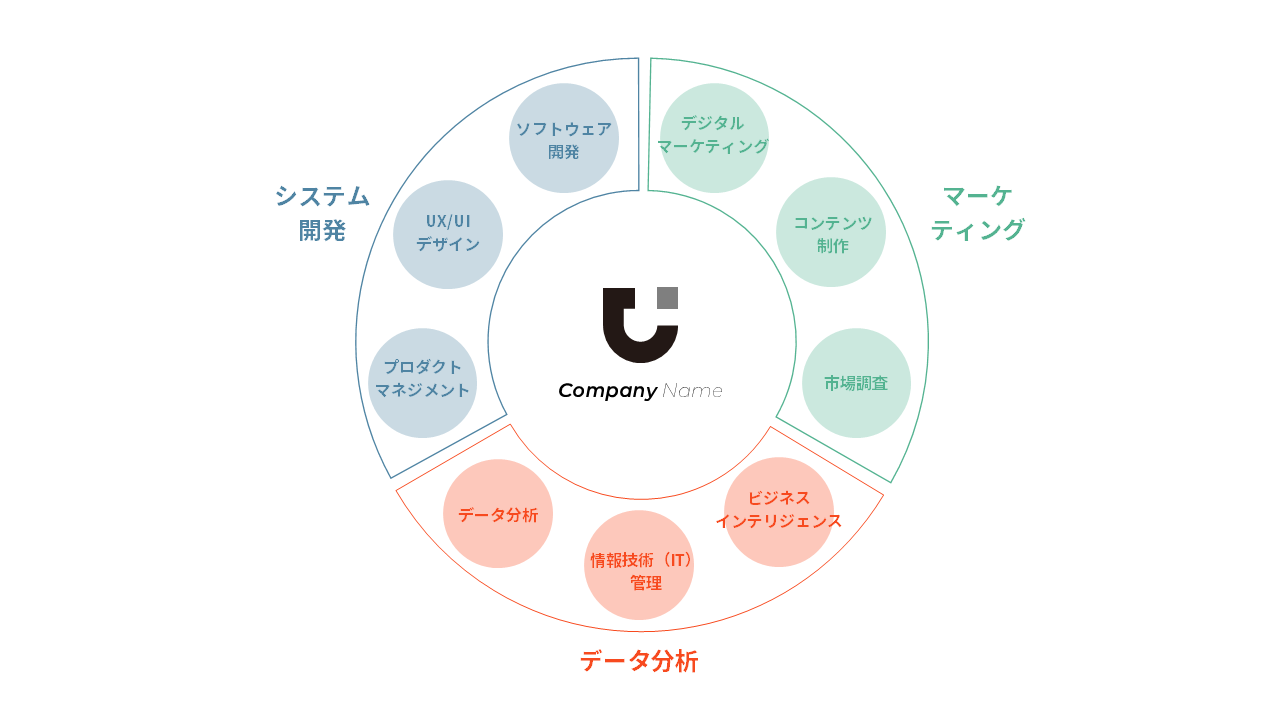 システム
開発
ソフトウェア
開発
UX/UI
デザイン
プロダクト
マネジメント
デジタル
マーケティング
コンテンツ
制作
市場調査
マーケ
ティング
Company Name
データ分析
情報技術（IT）
管理
ビジネス
インテリジェンス
データ分析